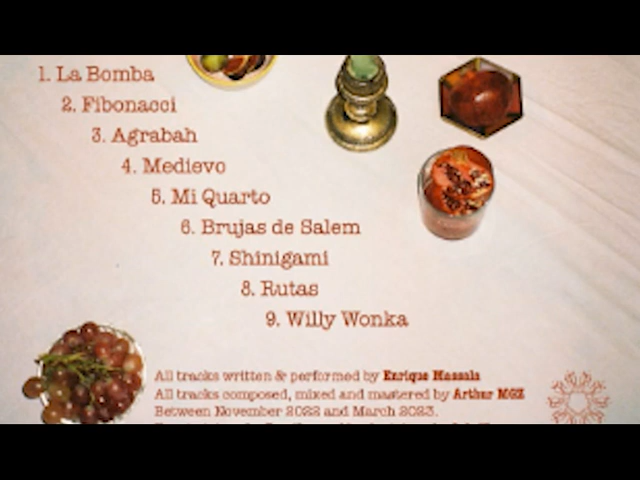 1. La Bomba
2. Fibonacci
3. Agrabah
4. Medievo
5. Mi Quarto
6. Brujas de Salem
7. Shinigami
8. Rutas
9. Willy Wonka
All tracks written & performed by Enrique Massala
All tracks composed, mixed and mastered by Arthur MGZ
Between November 2022 and March 2023.